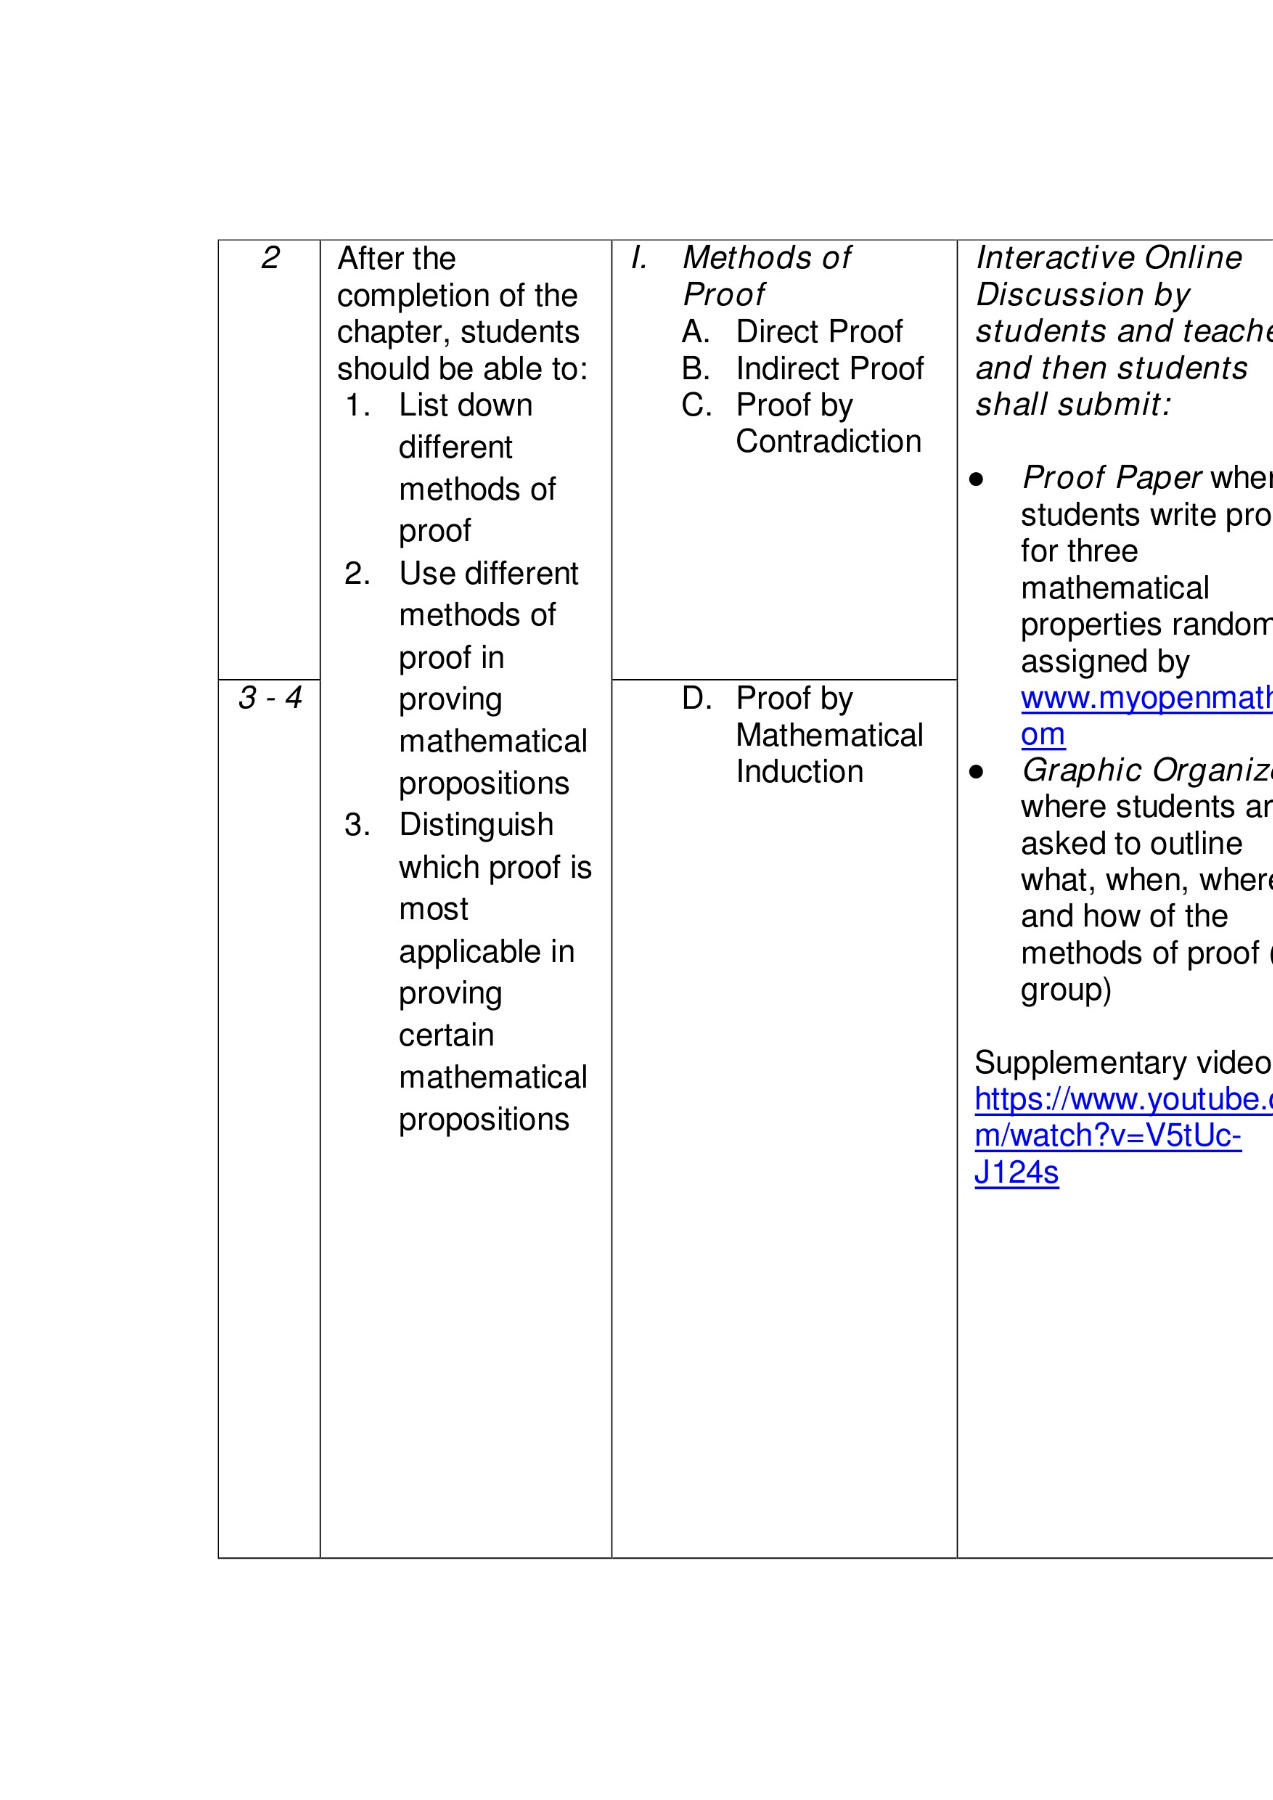 2
After the
completion of the
chapter, students
should be able to:
1. List down
different
methods of
proof
2. Use different
methods of
proof in
proving
mathematical
propositions
3. Distinguish
which proof is
most
applicable in
proving
certain
mathematical
propositions
I. Methods of
Proof
A. Direct Proof
B. Indirect Proof
C. Proof by
Contradiction
Interactive Online
Discussion by
students and teache
and then students
shall submit:
● Proof Paper wher
students write pro
for three
mathematical
properties random
assigned by
www.myopenmath
om
● Graphic Organize
where students ar
asked to outline
what, when, where
and how of the
methods of proof (
group)
Supplementary video
https://www.youtube.c
m/watch?v=V5tUc-
J124s
3 - 4
D. Proof by
Mathematical
Induction